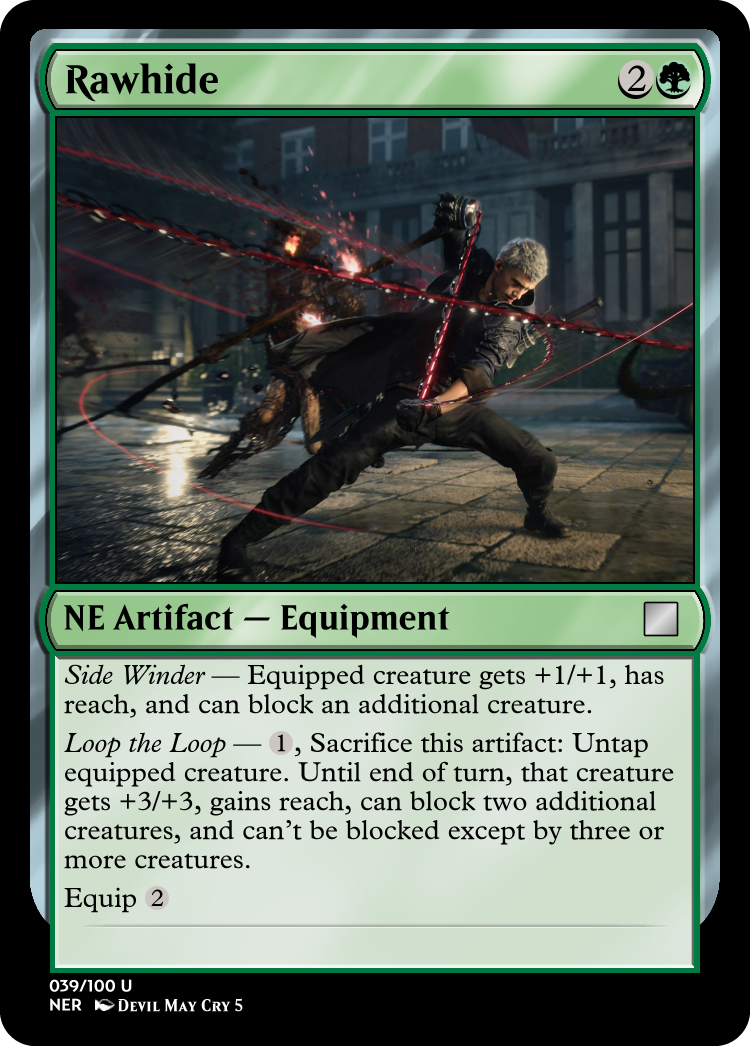 Rawhide 2
NE Artifact — Equipment
Side Winder — Equipped creature gets +1/+1, has
reach, and can block an additional creature.
Loop the Loop — 1, Sacrifice this artifact: Untap
equipped creature. Until end of turn, that creature
gets +3/+3, gains reach, can block two additional
creatures, and can’t be blocked except by three or
more creatures.
Equip 2
039/100 U
NER Devil May Cry 5